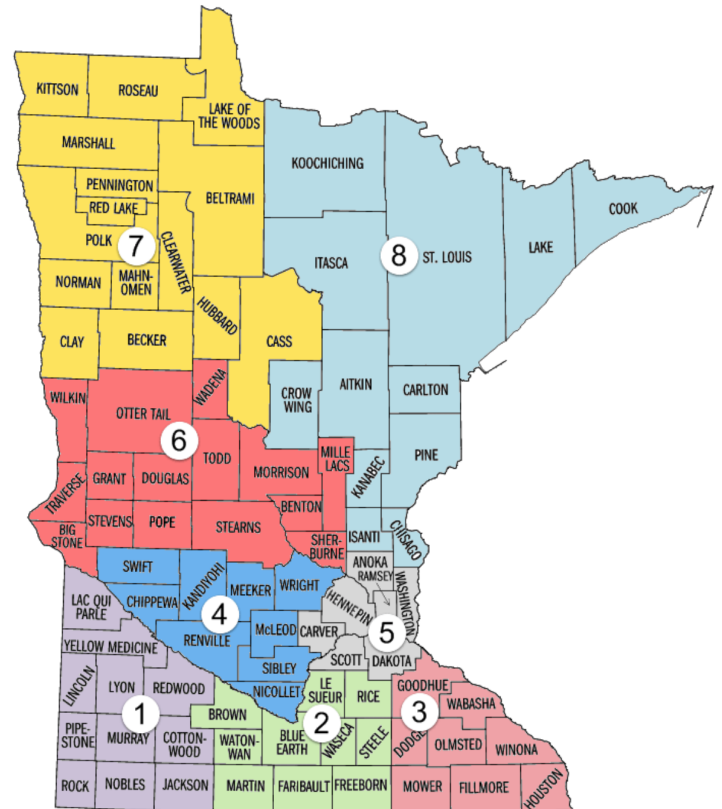 KITTSON
ROSEAU
LAKE OF
THE WOODS
MARSHALL
KOOCHICHING
PENNINGTON
BELTRAMI
RED LAKE
COOK
POLK
7
CLEARWATER
ITASCA
8
ST. LOUIS
LAKE
NORMAN
MAHN-
OMEN
HUBBARD
CLAY
BECKER
CASS
WILKIN
WADENA
CROW
WING
AITKIN
CARLTON
OTTER TAIL
6
TODD
MORRISON
MILLE
LACS
KANABEC
PINE
TRAVERSE
GRANT
DOUGLAS
BENTON
BIG
STONE
STEVENS
POPE
STEARNS
SHER-
BURNE
ISANTI
CHISAGO
SWIFT
KANDIYOHI
MEEKER
WRIGHT
ANOKA
RAMSEY
WASHINGTON
LAC QUI
PARLE
CHIPPEWA
4
HENNEPIN
RENVILLE
McLEOD
CARVER
5
YELLOW MEDICINE
SIBLEY
SCOTT
DAKOTA
LINCOLN
LYON
REDWOOD
NICOLLET
LE
SUEUR
RICE
GOODHUE
WABASHA
1
BROWN
2
3
PIPE-
STONE
MURRAY
COTTON-
WOOD
WATON-
WAN
BLUE
EARTH
WASECA
STEELE
DODGE
OLMSTED
WINONA
ROCK
NOBLES
JACKSON
MARTIN
FARIBAULT
FREEBORN
MOWER
FILLMORE
HOUSTON